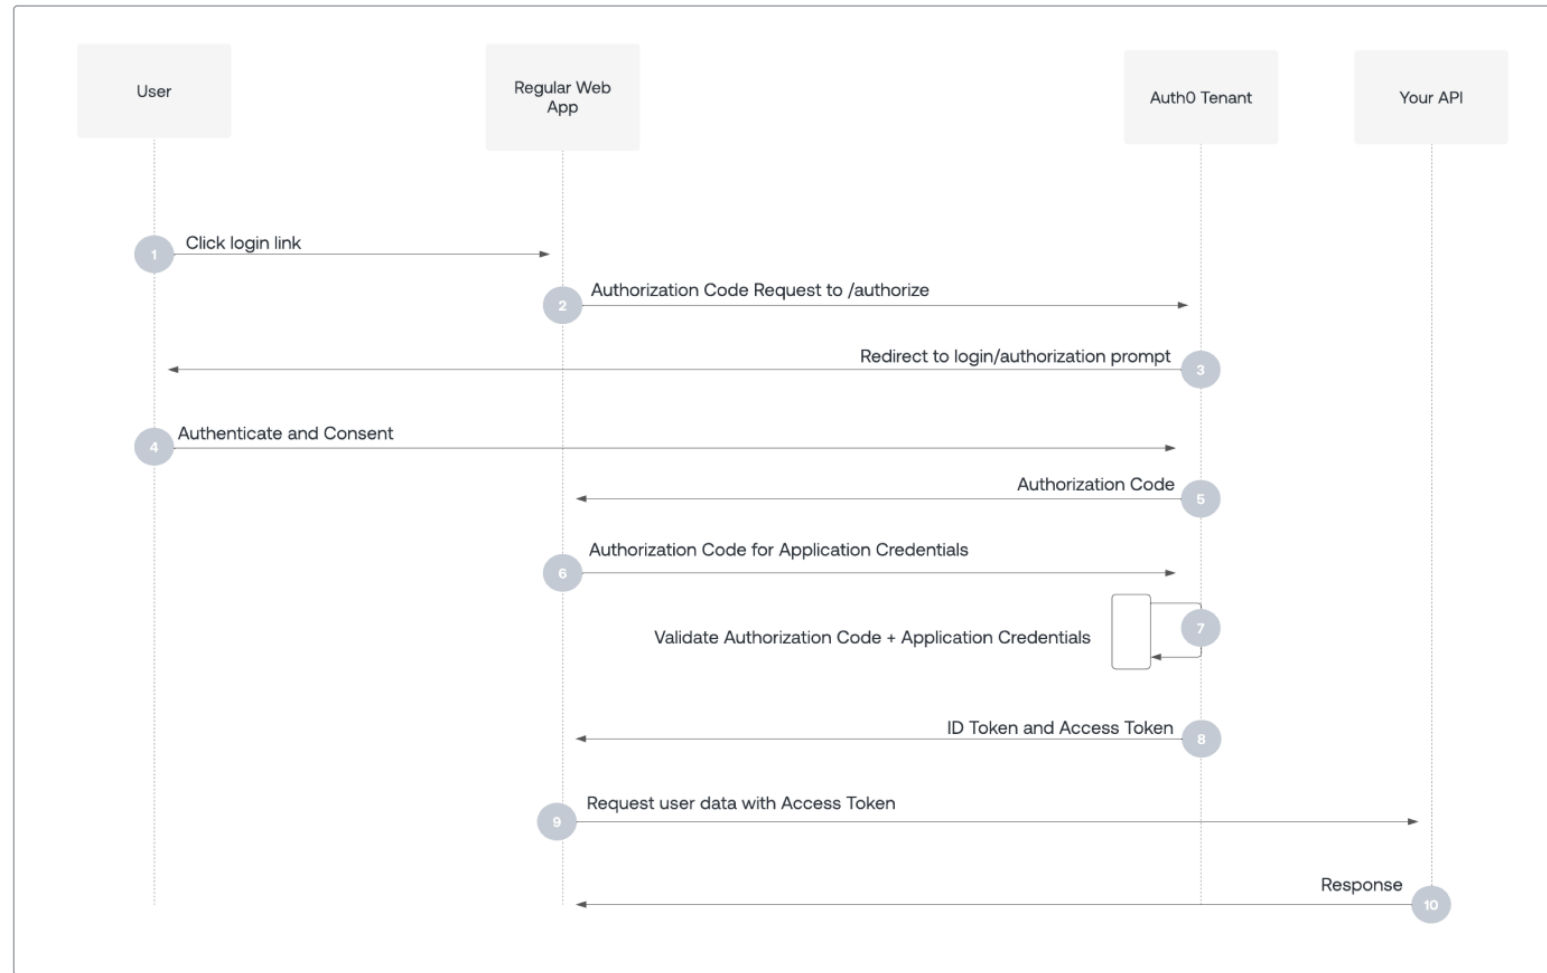 User
Regular Web
App
Auth0 Tenant
Your API
1
Click login link
2
Authorization Code Request to /authorize
Redirect to login/authorization prompt
3
4
Authenticate and Consent
Authorization Code
5
Authorization Code for Application Credentials
6
7
Validate Authorization Code + Application Credentials
ID Token and Access Token
8
Request user data with Access Token
9
Response
10